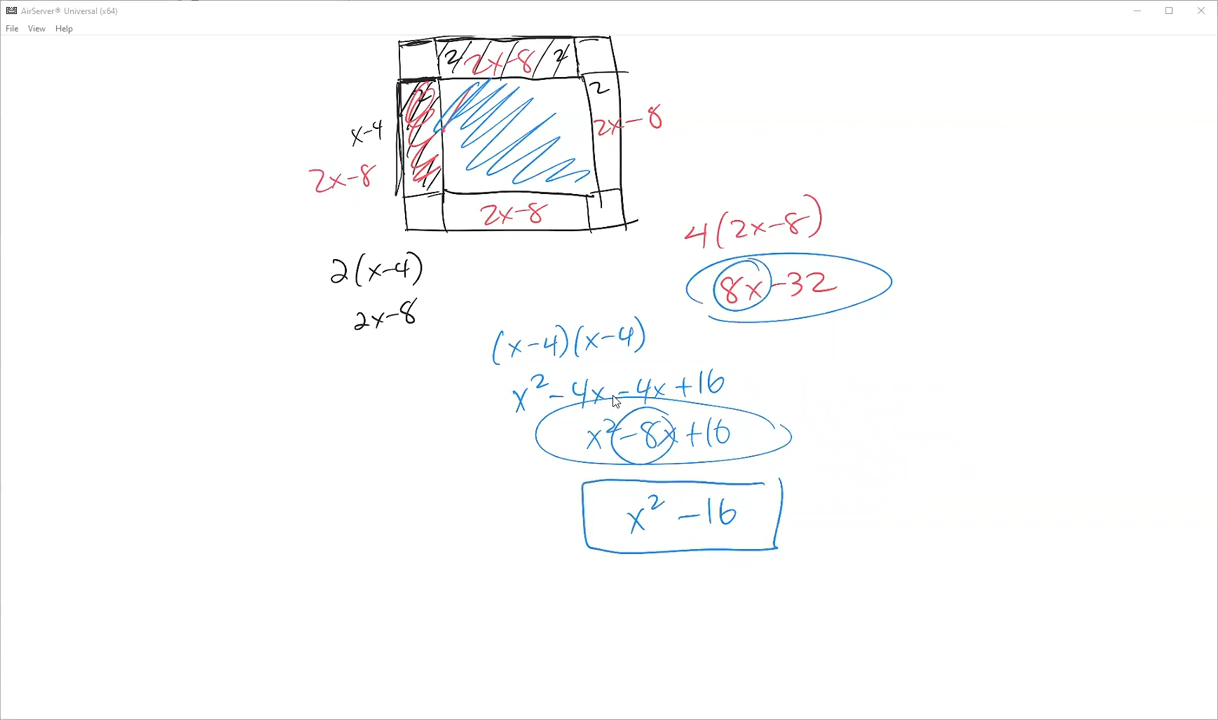 AirServer® Universal (x64)
File View Help
2 2x-8 2
2
x-4
2x-8
2x-8
2x-8
4(2x-8)
8x-32
2(x-4)
2x-8
(x-4)(x-4)
x² - 4x - 4x + 16
x² - 8x + 16
x² - 16